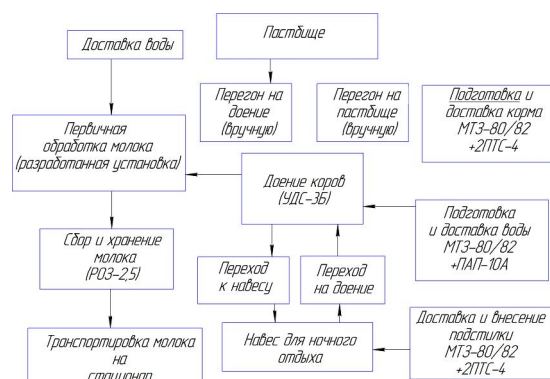 Доставка воды
Пастбище
Перегон на
доение
(вручную)
Перегон на
пастбище
(вручную)
Подготовка и
доставка корма
МТЗ-80/82
+2ПТС-4
Первичная
обработка молока
(разработанная установка)
Доение коров
(УДС-3Б)
Подготовка
и доставка воды
МТЗ-80/82
+ПАП-10А
Сбор и хранение
молока
(РОЗ-2,5)
Переход
к навесу
Переход
на доение
Транспортировка молока
на
стационар
Навес для ночного
отдыха
Доставка и внесение
подстилки
МТЗ-80/82
+2ПТС-4